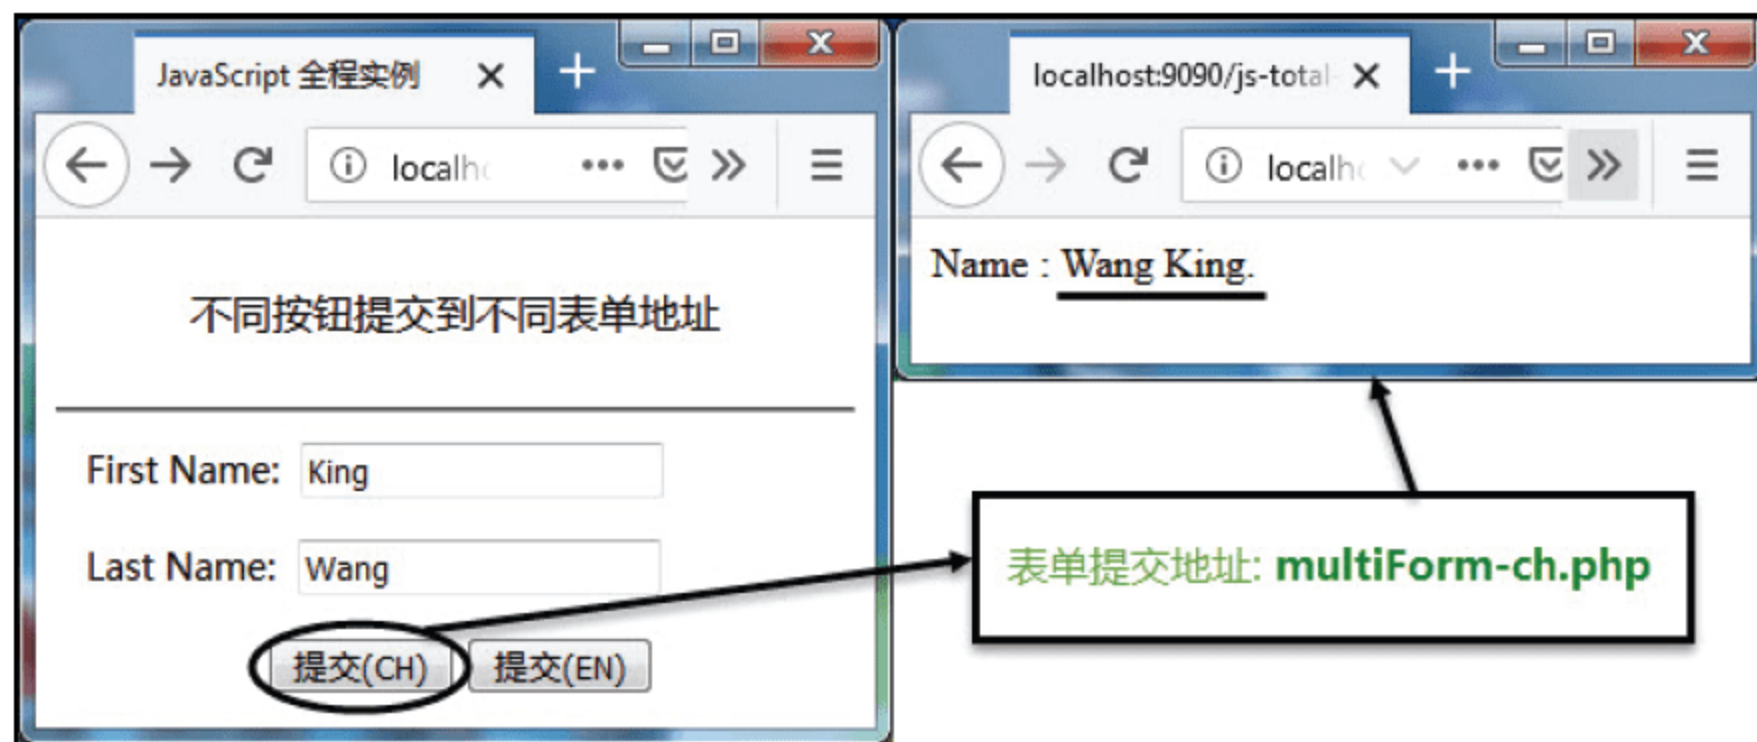 JavaScript 全程实例
localh
不同按钮提交到不同表单地址
First Name: King
Last Name: Wang
提交(CH) 提交(EN)
localhost:9090/js-total
localh
Name : Wang King.
表单提交地址: multiForm-ch.php